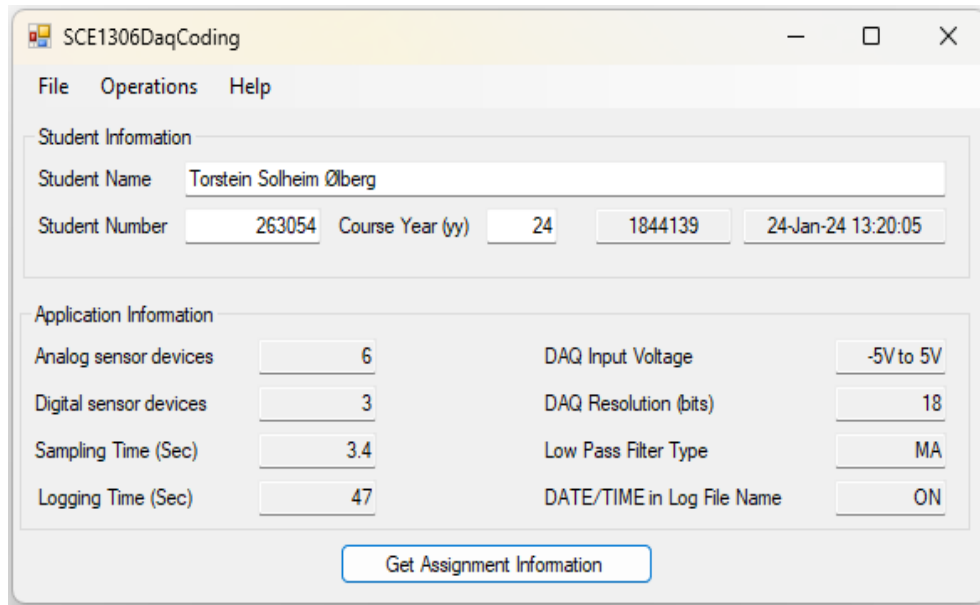 SCE1306DaqCoding
File Operations Help
Student Information
Student Name Torstein Solheim Ølberg
Student Number 263054 Course Year (yy) 24 1844139 24-Jan-24 13:20:05
Application Information
Analog sensor devices 6 DAQ Input Voltage -5V to 5V
Digital sensor devices 3 DAQ Resolution (bits) 18
Sampling Time (Sec) 3.4 Low Pass Filter Type MA
Logging Time (Sec) 47 DATE/TIME in Log File Name ON
Get Assignment Information